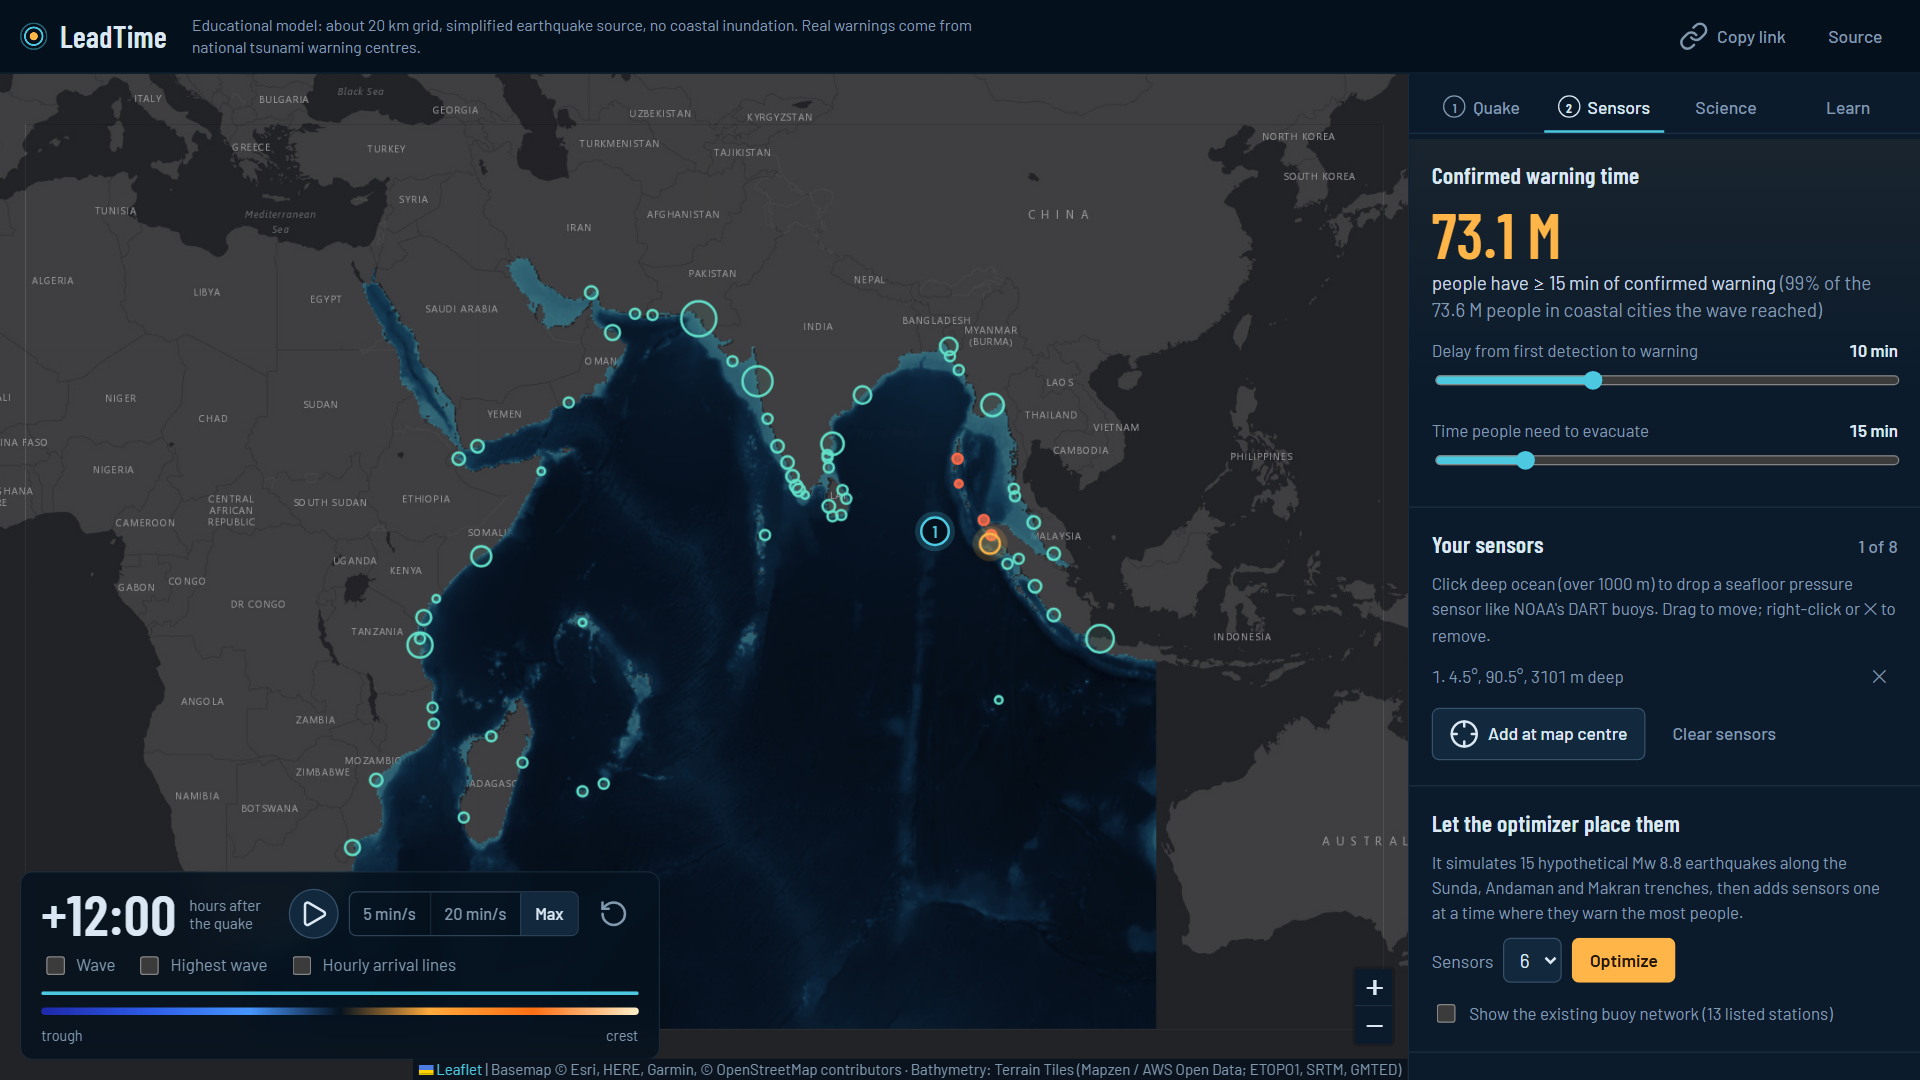 LeadTime
Educational model: about 20 km grid, simplified earthquake source, no coastal inundation. Real warnings come from
national tsunami warning centres.
Copy link
Source
1 Quake
2 Sensors
Science
Learn
Confirmed warning time
73.1 M
people have ≥ 15 min of confirmed warning (99% of the
73.6 M people in coastal cities the wave reached)
Delay from first detection to warning 10 min
Time people need to evacuate 15 min
Your sensors 1 of 8
Click deep ocean (over 1000 m) to drop a seafloor pressure
sensor like NOAA's DART buoys. Drag to move; right-click or × to
remove.
1. 4.5°, 90.5°, 3101 m deep
Add at map centre
Clear sensors
Let the optimizer place them
It simulates 15 hypothetical Mw 8.8 earthquakes along the
Sunda, Andaman and Makran trenches, then adds sensors one
at a time where they warn the most people.
Sensors 6 Optimize
Show the existing buoy network (13 listed stations)
ITALY
BULGARIA
Black Sea
GEORGIA
UZBEKISTAN
KYRGYZSTAN
NORTH KOREA
GREECE
TURKEY
TURKMENISTAN
TAJIKISTAN
SOUTH KOREA
TUNISIA
Mediterranean
Sea
SYRIA
AFGHANISTAN
CHINA
IRAN
ALGERIA
LIBYA
EGYPT
SAUDI ARABIA
PAKISTAN
NEPAL
BANGLADESH
INDIA
MYANMAR
(BURMA)
OMAN
LAOS
ALI
NIGER
CHAD
SUDAN
YEMEN
THAILAND
VIETNAM
INA FASO
NIGERIA
CAMBODIA
PHILIPPINES
GHANA
RE
CENTRAL
AFRICAN
REPUBLIC
SOUTH SUDAN
ETHIOPIA
LA
CAMEROON
SOMALI
1
MALAYSIA
UGANDA
KENYA
GABON
CONGO
DR CONGO
TANZANIA
INDONESIA
ANGOLA
ZAMBIA
MOZAMBIC
ZIMBABWE
MADAGASC
NAMIBIA
BOTSWANA
AUSTRAL
+12:00
hours after
the quake
5 min/s
20 min/s
Max
Wave
Highest wave
Hourly arrival lines
trough
crest
+
−
Leaflet | Basemap © Esri, HERE, Garmin, © OpenStreetMap contributors · Bathymetry: Terrain Tiles (Mapzen / AWS Open Data; ETOPO1, SRTM, GMTED)